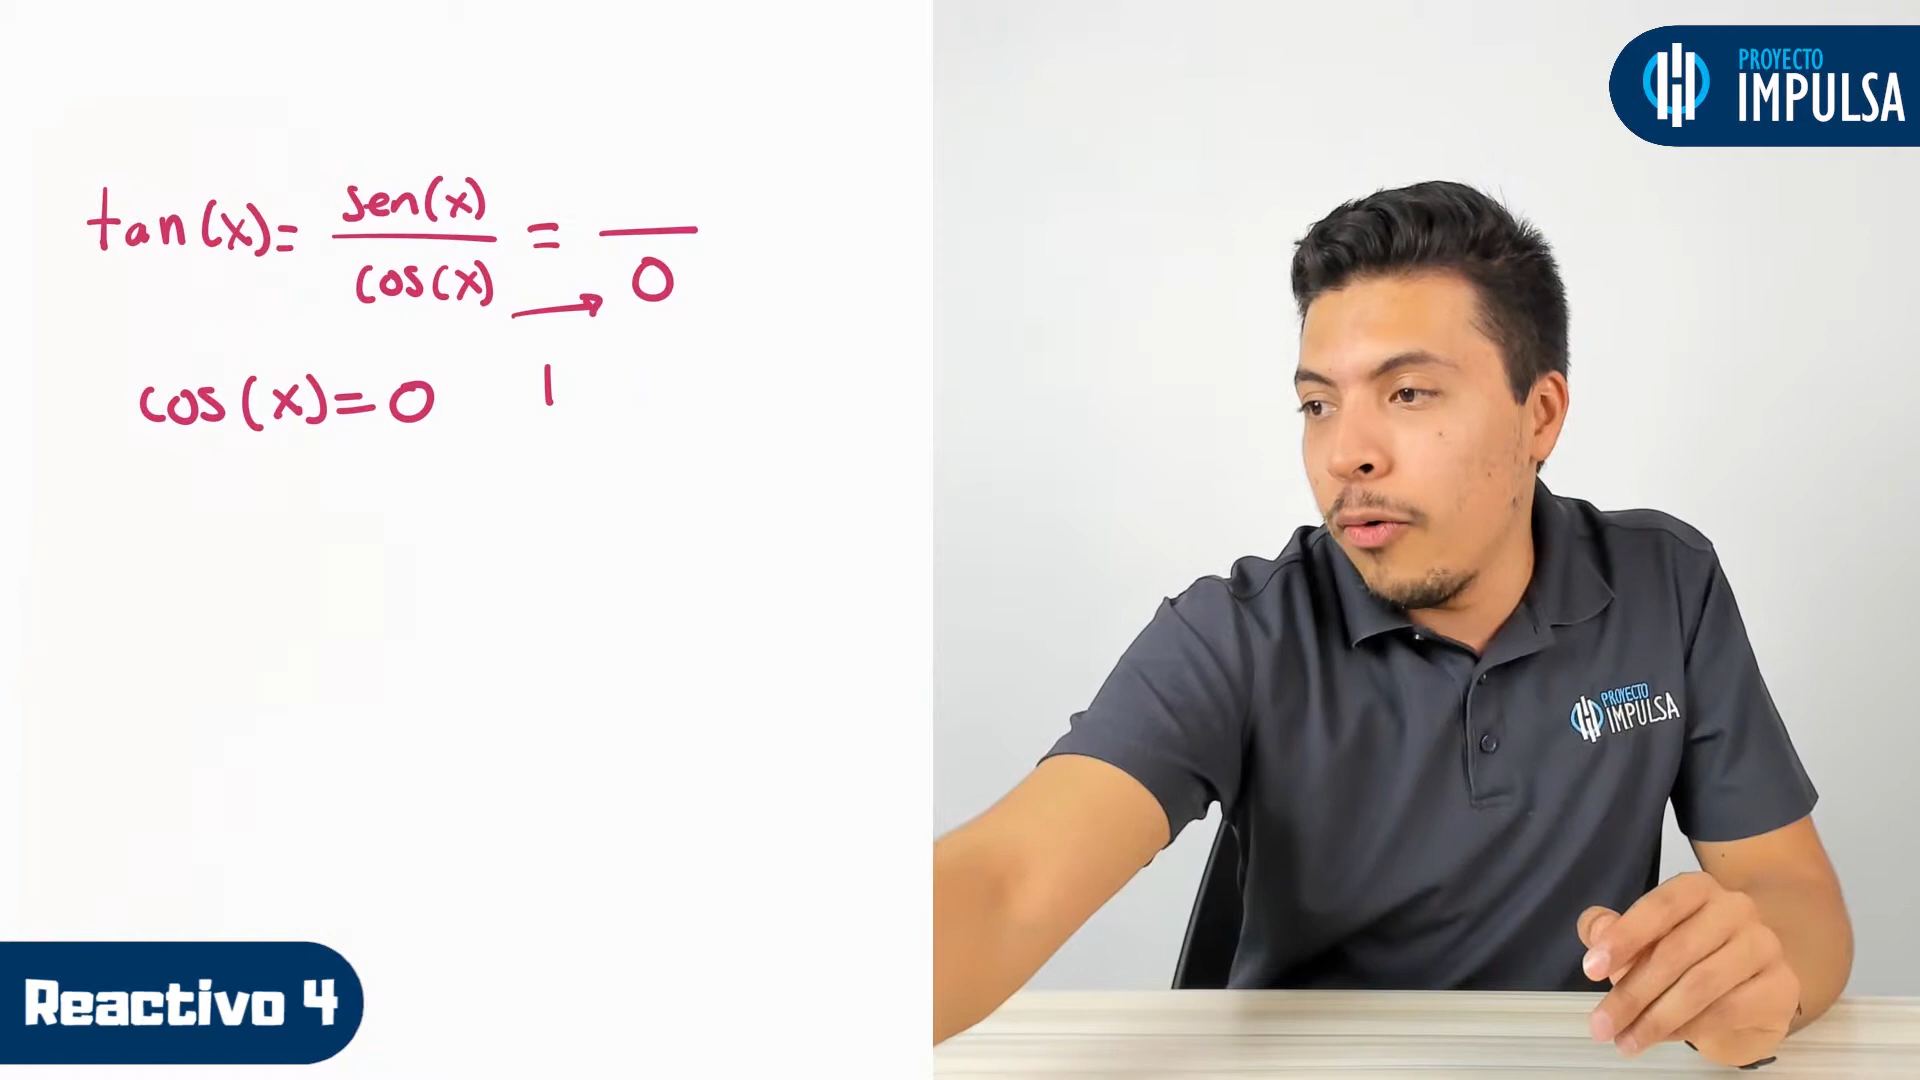 PROYECTO
IMPULSA
tan(x)= sen(x)/cos(x) = /0
cos(x)=0 1
PROYECTO
IMPULSA
Reactivo 4